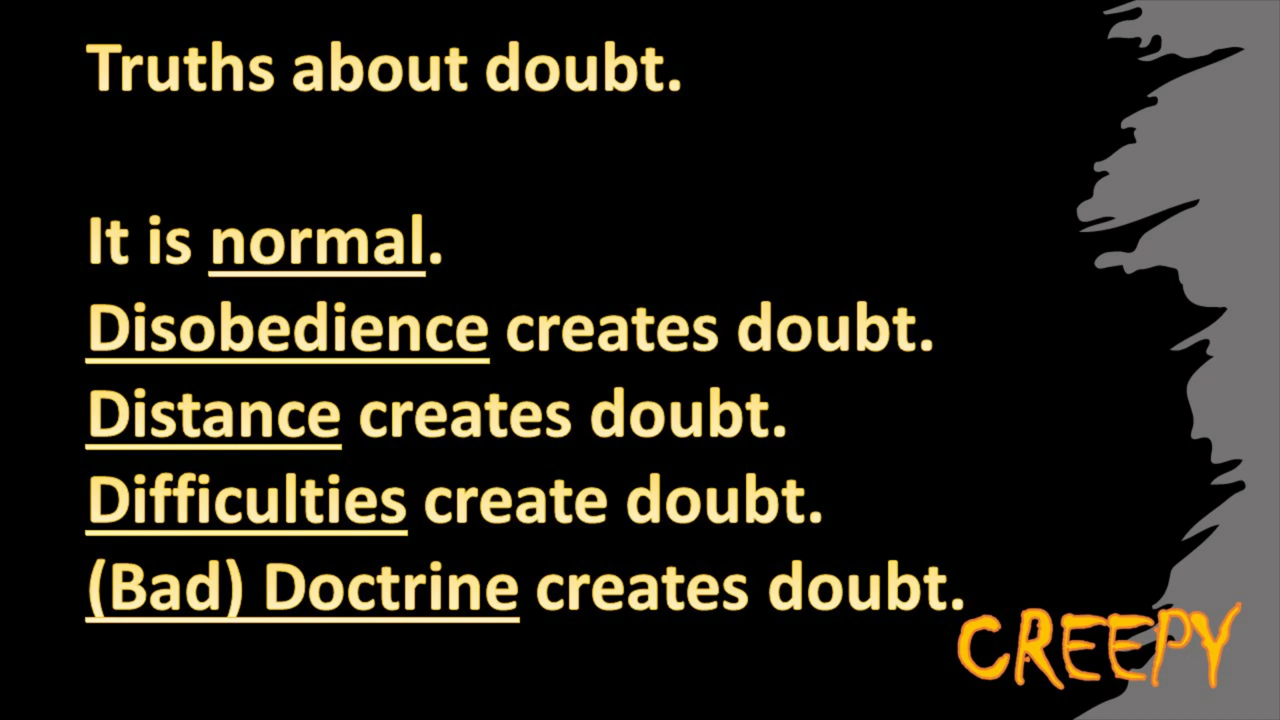 Truths about doubt.
It is normal.
Disobedience creates doubt.
Distance creates doubt.
Difficulties create doubt.
(Bad) Doctrine creates doubt.
CREEPY